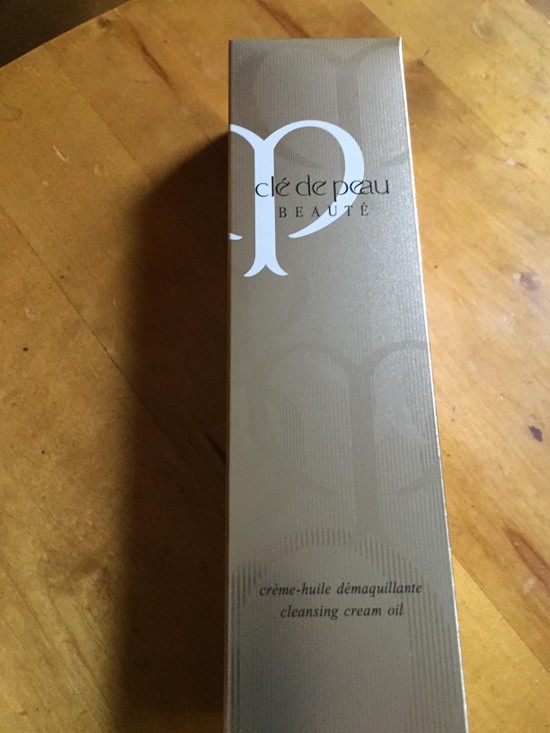 clé de peau
BEAUTÉ
crème-huile démaquillante
cleansing cream oil